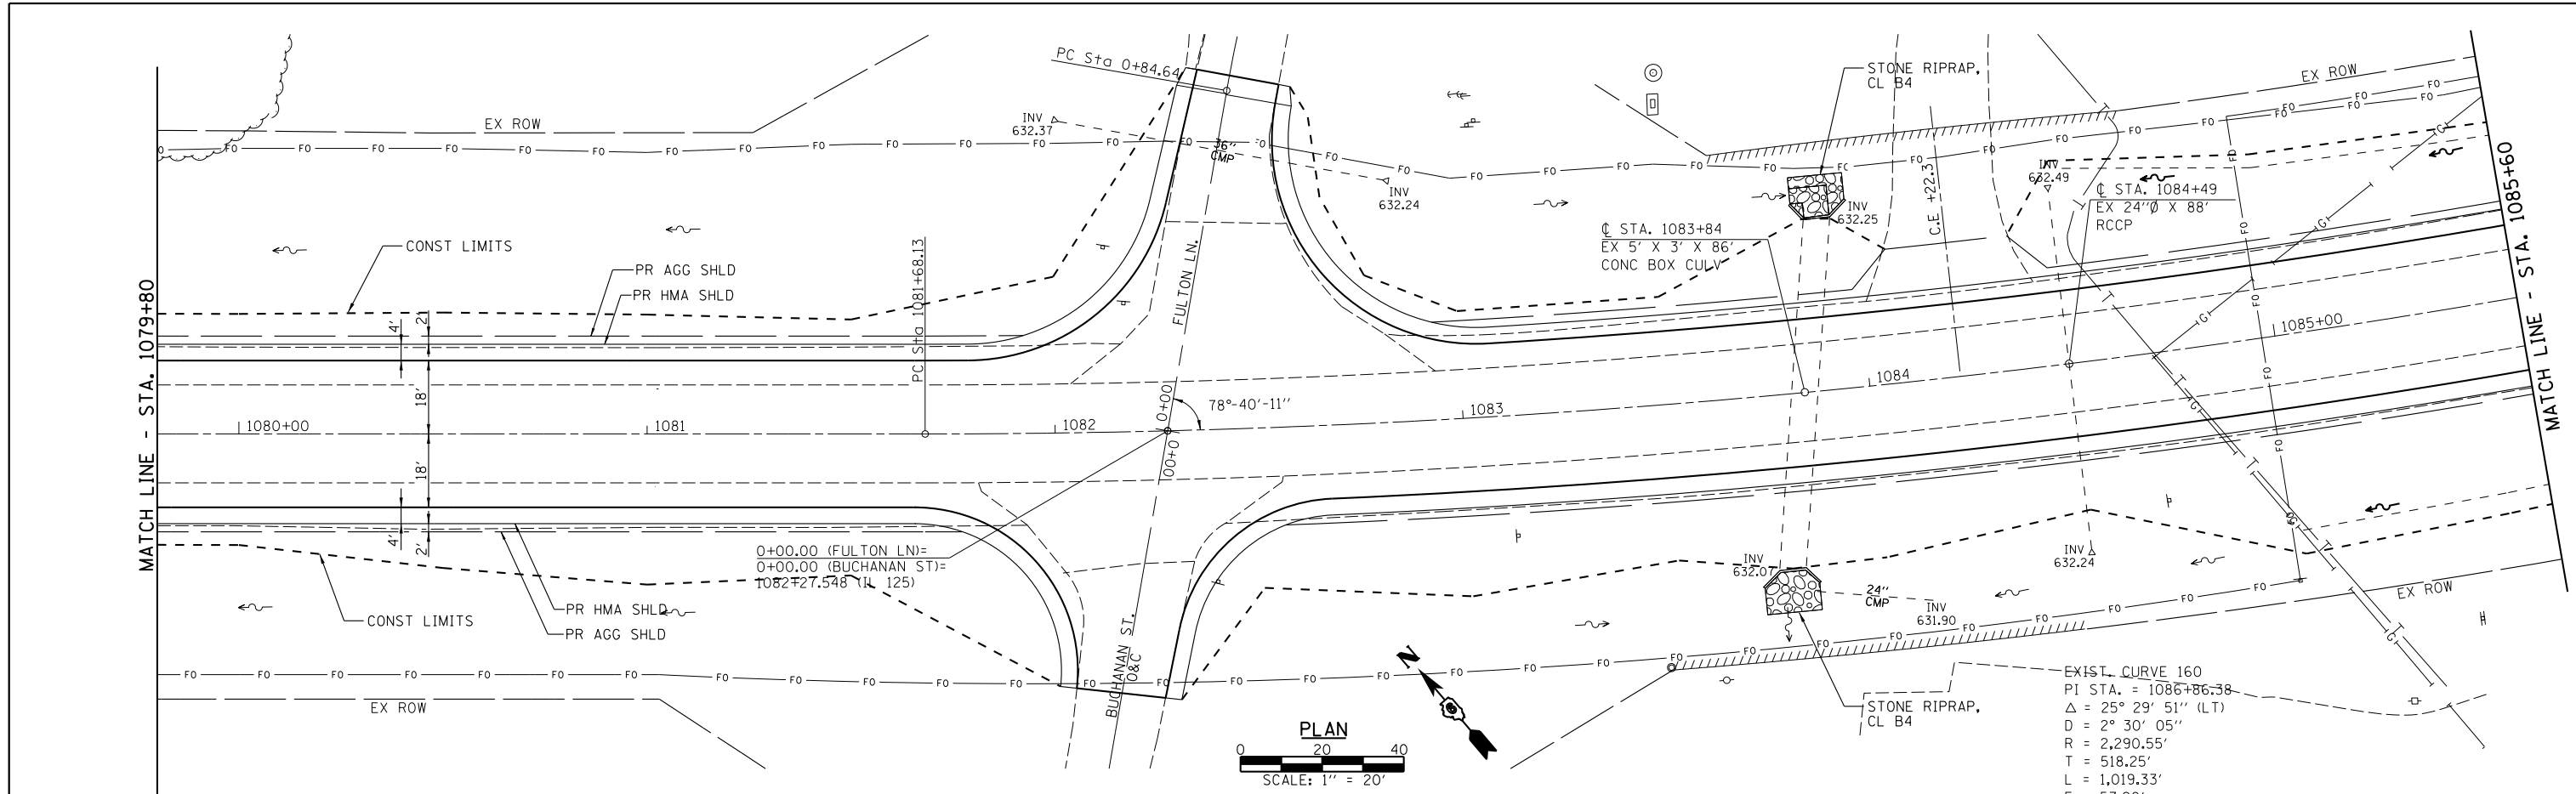 PC Sta 0+84.64
EX ROW
INV
632.37
36"
CMP
INV
632.24
STONE RIPRAP,
CL B4
INV
632.25
C.E +22.3
EX ROW
INV
632.49
℄ STA. 1084+49
EX 24"Ø X 88'
RCCP
℄ STA. 1083+84
EX 5' X 3' X 86'
CONC BOX CULV
CONST LIMITS
PR AGG SHLD
PR HMA SHLD
4'
2'
18'
18'
4'
2'
MATCH LINE - STA. 1079+80
MATCH LINE - STA. 1085+60
PC Sta 1081+68.13
FULTON LN.
0+00
0+00
78°-40'-11"
1080+00
1081
1082
1083
1084
1085+00
0+00.00 (FULTON LN)=
0+00.00 (BUCHANAN ST)=
1082+27.548 (IL 125)
PR HMA SHLD
PR AGG SHLD
CONST LIMITS
BUCHANAN ST.
O&C
EX ROW
INV
632.07
24"
CMP
INV
631.90
INV
632.24
STONE RIPRAP,
CL B4
EX ROW
FO FO FO FO FO FO
G G G G
N
PLAN
0 20 40
SCALE: 1" = 20'
EXIST. CURVE 160
PI STA. = 1086+86.38
△ = 25° 29' 51" (LT)
D = 2° 30' 05"
R = 2,290.55'
T = 518.25'
L = 1,019.33'